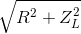 √(R² + Z_L²)